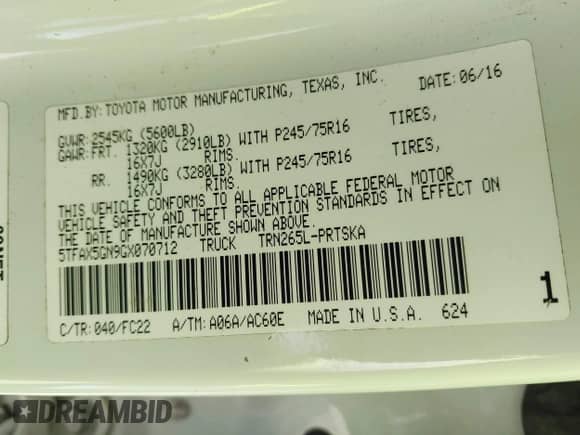 MFD.BY: TOYOTA MOTOR MANUFACTURING, TEXAS, INC. DATE: 06/16
GVWR: 2545KG (5600LB)
GAWR: FRT. 1320KG (2910LB) WITH P245/75R16 TIRES,
16X7J RIMS.
RR. 1490KG (3280LB) WITH P245/75R16 TIRES,
16X7J RIMS.
THIS VEHICLE CONFORMS TO ALL APPLICABLE FEDERAL MOTOR
VEHICLE SAFETY AND THEFT PREVENTION STANDARDS IN EFFECT ON
THE DATE OF MANUFACTURE SHOWN ABOVE.
5TFAX5GN9GX070712 TRUCK TRN265L-PRTSKA
1
C/TR: 040/FC22 A/TM: A06A/AC60E MADE IN U.S.A. 624
DREAMBID